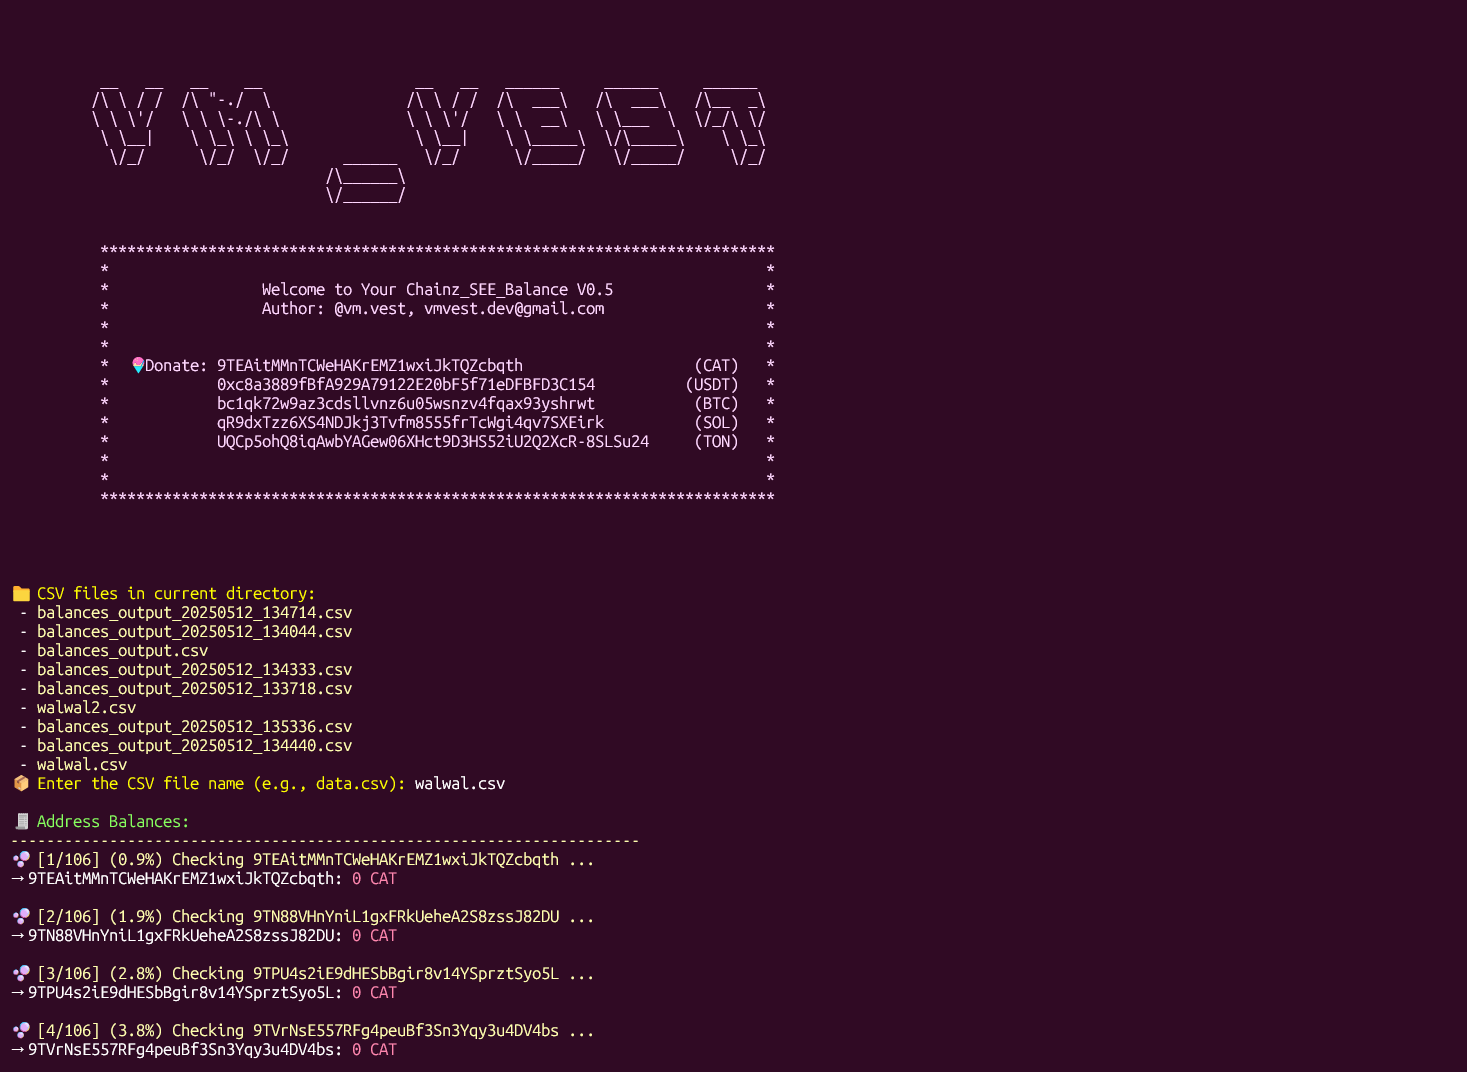 VM_VEST
****************************************************************************
Welcome to Your Chainz_SEE_Balance V0.5
Author: @vm.vest, vmvest.dev@gmail.com
🍧Donate: 9TEAitMMnTCWeHAKrEMZ1wxiJkTQZcbqth (CAT)
0xc8a3889fBfA929A79122E20bF5f71eDFBFD3C154 (USDT)
bc1qk72w9az3cdsllvnz6u05wsnzv4fqax93yshrwt (BTC)
qR9dxTzz6XS4NDJkj3Tvfm8555frTcWgi4qv7SXEirk (SOL)
UQCp5ohQ8iqAwbYAGew06XHct9D3HS52iU2Q2XcR-8SLSu24 (TON)
****************************************************************************
📁 CSV files in current directory:
- balances_output_20250512_134714.csv
- balances_output_20250512_134044.csv
- balances_output.csv
- balances_output_20250512_134333.csv
- balances_output_20250512_133718.csv
- walwal2.csv
- balances_output_20250512_135336.csv
- balances_output_20250512_134440.csv
- walwal.csv
📦 Enter the CSV file name (e.g., data.csv): walwal.csv
🧾 Address Balances:
----------------------------------------------------------------------
🫧 [1/106] (0.9%) Checking 9TEAitMMnTCWeHAKrEMZ1wxiJkTQZcbqth ...
→ 9TEAitMMnTCWeHAKrEMZ1wxiJkTQZcbqth: 0 CAT
🫧 [2/106] (1.9%) Checking 9TN88VHnYniL1gxFRkUeheA2S8zssJ82DU ...
→ 9TN88VHnYniL1gxFRkUeheA2S8zssJ82DU: 0 CAT
🫧 [3/106] (2.8%) Checking 9TPU4s2iE9dHESbBgir8v14YSprztSyo5L ...
→ 9TPU4s2iE9dHESbBgir8v14YSprztSyo5L: 0 CAT
🫧 [4/106] (3.8%) Checking 9TVrNsE557RFg4peuBf3Sn3Yqy3u4DV4bs ...
→ 9TVrNsE557RFg4peuBf3Sn3Yqy3u4DV4bs: 0 CAT